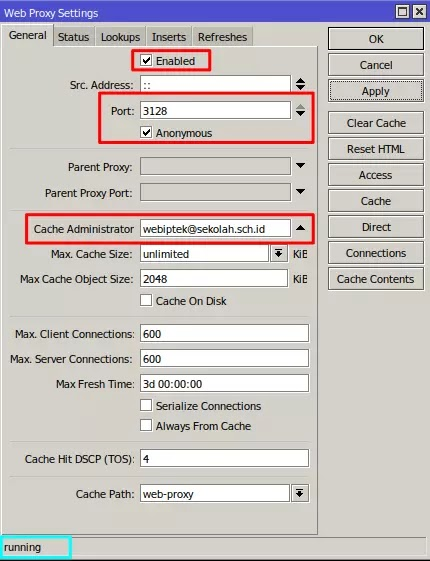 Web Proxy Settings
General Status Lookups Inserts Refreshes
Enabled
Src. Address: ::
Port: 3128
Anonymous
Parent Proxy:
Parent Proxy Port:
Cache Administrator webiptek@sekolah.sch.id
Max. Cache Size: unlimited KiB
Max Cache Object Size: 2048 KiB
Cache On Disk
Max. Client Connections: 600
Max. Server Connections: 600
Max Fresh Time: 3d 00:00:00
Serialize Connections
Always From Cache
Cache Hit DSCP (TOS): 4
Cache Path: web-proxy
OK
Cancel
Apply
Clear Cache
Reset HTML
Access
Cache
Direct
Connections
Cache Contents
running